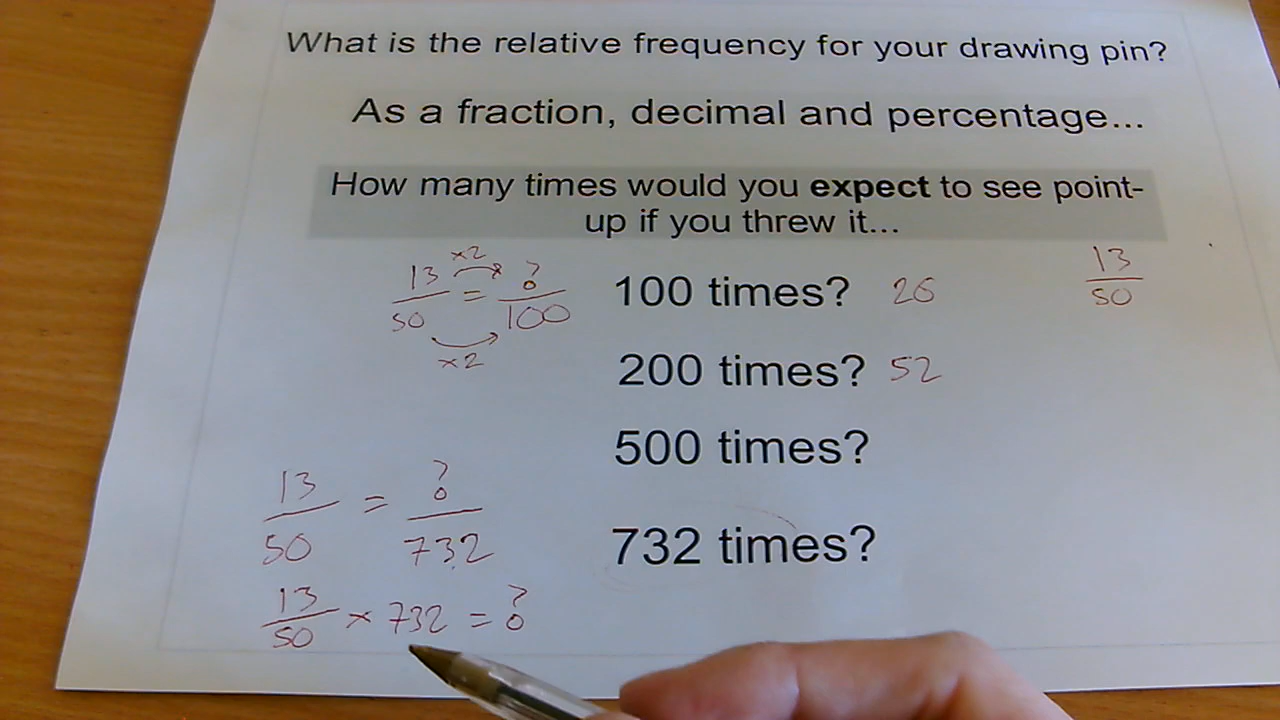 What is the relative frequency for your drawing pin?
As a fraction, decimal and percentage...
How many times would you expect to see point-
up if you threw it...
×2
13/50 = ?/100
×2
100 times? 26
13/50
200 times? 52
500 times?
13/50 = ?/732
732 times?
13/50 × 732 = ?